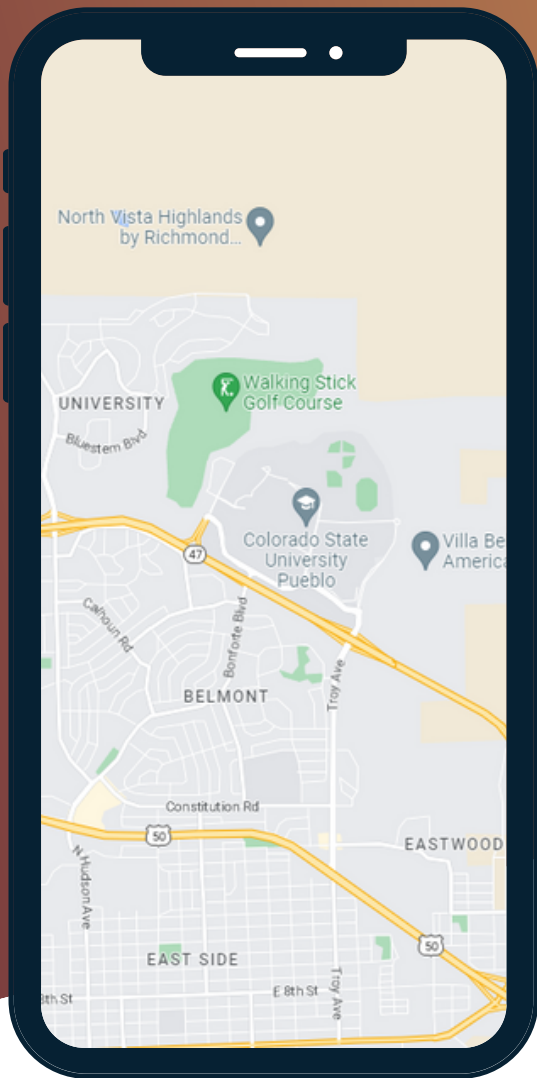 North Vista Highlands
by Richmond...
Walking Stick
Golf Course
UNIVERSITY
Bluestem Blvd
Colorado State
University
Pueblo
Villa Be
America
47
Calhoun Rd
Bonforte Blvd
Troy Ave
BELMONT
Constitution Rd
50
EASTWOOD
N Hudson Ave
50
EAST SIDE
8th St
E 8th St
Troy Ave